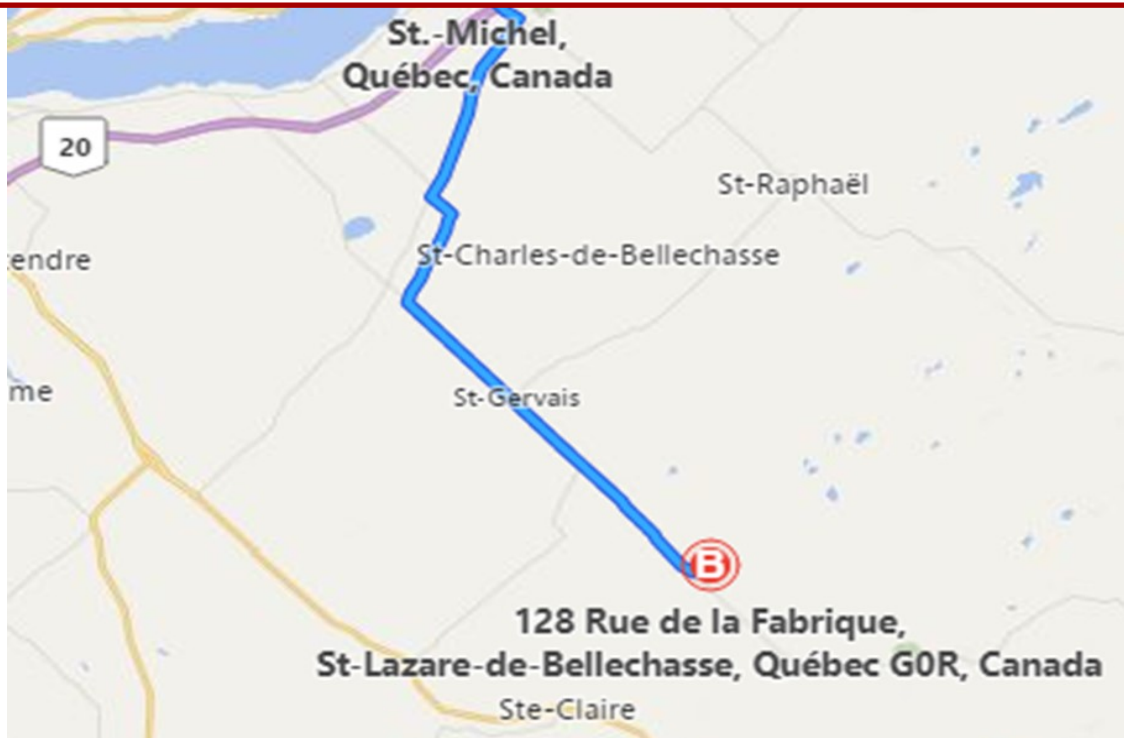 St.-Michel,
Québec, Canada
20
St-Raphaël
St-Charles-de-Bellechasse
endre
me
St-Gervais
B
128 Rue de la Fabrique,
St-Lazare-de-Bellechasse, Québec G0R, Canada
Ste-Claire